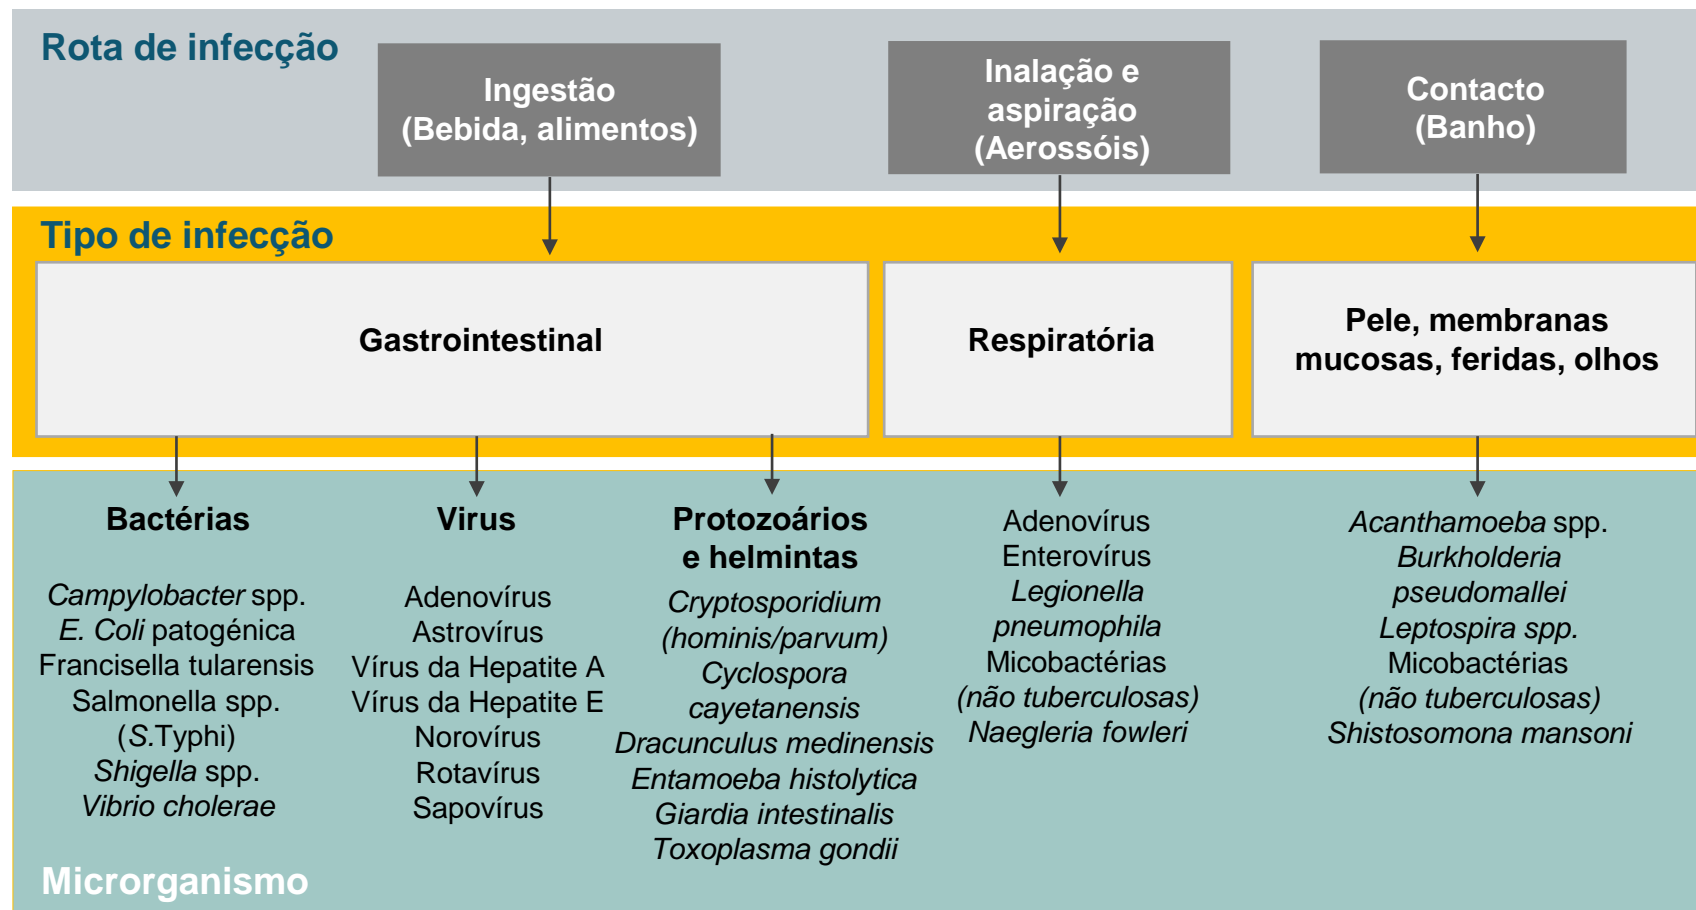 Rota de infecção
Ingestão
(Bebida, alimentos)
Inalação e
aspiração
(Aerossóis)
Contacto
(Banho)
Tipo de infecção
Gastrointestinal
Respiratória
Pele, membranas
mucosas, feridas, olhos
Bactérias
Campylobacter spp.
E. Coli patogénica
Francisella tularensis
Salmonella spp.
(S.Typhi)
Shigella spp.
Vibrio cholerae
Virus
Adenovírus
Astrovírus
Vírus da Hepatite A
Vírus da Hepatite E
Norovírus
Rotavírus
Sapovírus
Protozoários
e helmintas
Cryptosporidium
(hominis/parvum)
Cyclospora
cayetanensis
Dracunculus medinensis
Entamoeba histolytica
Giardia intestinalis
Toxoplasma gondii
Adenovírus
Enterovírus
Legionella
pneumophila
Micobactérias
(não tuberculosas)
Naegleria fowleri
Acanthamoeba spp.
Burkholderia
pseudomallei
Leptospira spp.
Micobactérias
(não tuberculosas)
Shistosomona mansoni
Microrganismo